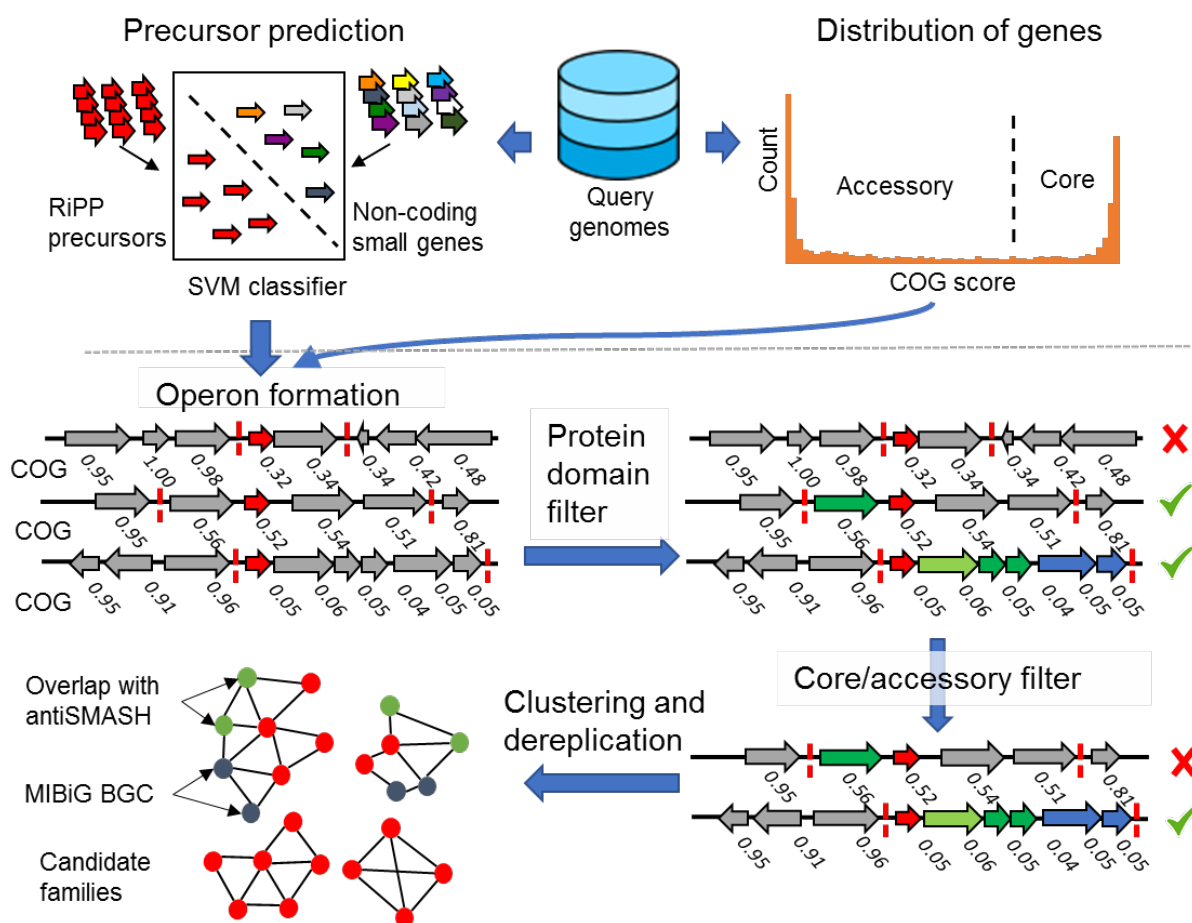 Precursor prediction
Distribution of genes
RiPP
precursors
Non-coding
small genes
SVM classifier
Query
genomes
Count
Accessory
Core
COG score
Operon formation
COG
0.95 1.00 0.98 0.32 0.34 0.34 0.42 0.48
COG
0.95 0.56 0.52 0.54 0.51 0.81
COG
0.95 0.91 0.96 0.05 0.06 0.05 0.04 0.05 0.05
Protein
domain
filter
0.95 1.00 0.98 0.32 0.34 0.34 0.42 0.48
0.95 0.56 0.52 0.54 0.51 0.81
0.95 0.91 0.96 0.05 0.06 0.05 0.04 0.05 0.05
Core/accessory filter
0.95 0.56 0.52 0.54 0.51 0.81
0.95 0.91 0.96 0.05 0.06 0.05 0.04 0.05 0.05
Clustering and
dereplication
Overlap with
antiSMASH
MIBiG BGC
Candidate
families